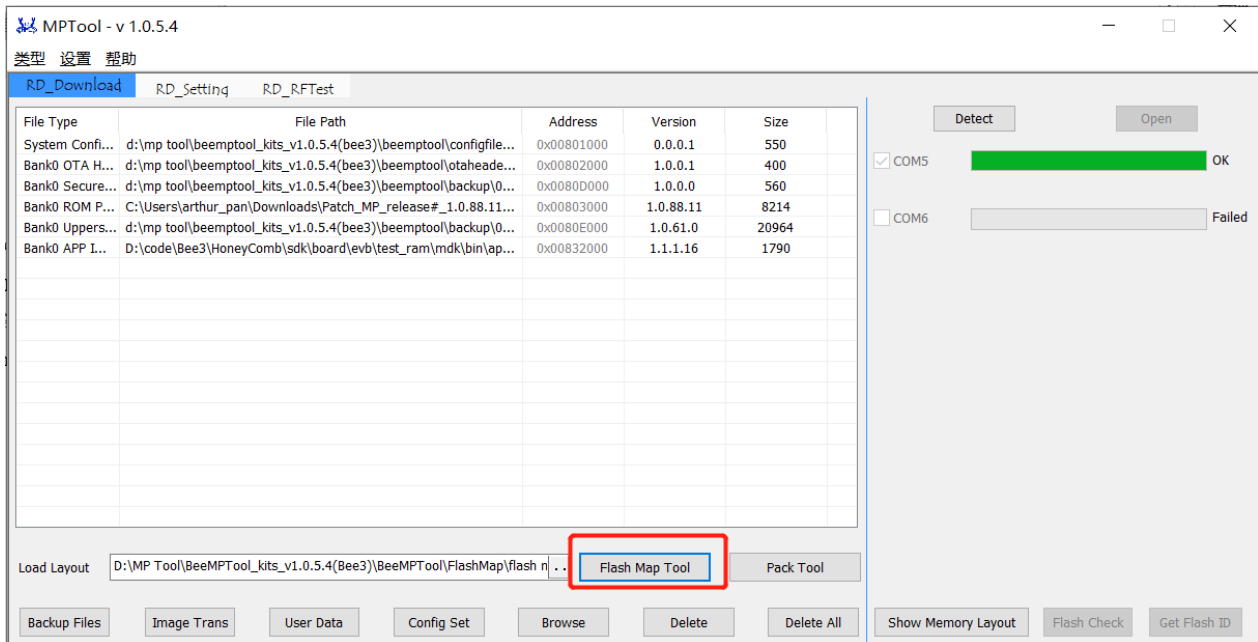 MPTool - v 1.0.5.4
类型 设置 帮助
RD_Download RD_Setting RD_RFTest
File Type File Path Address Version Size
System Confi... d:\mp tool\beemptool_kits_v1.0.5.4(bee3)\beemptool\configfile... 0x00801000 0.0.0.1 550
Bank0 OTA H... d:\mp tool\beemptool_kits_v1.0.5.4(bee3)\beemptool\otaheade... 0x00802000 1.0.0.1 400
Bank0 Secure... d:\mp tool\beemptool_kits_v1.0.5.4(bee3)\beemptool\backup\0... 0x0080D000 1.0.0.0 560
Bank0 ROM P... C:\Users\arthur_pan\Downloads\Patch_MP_release#_1.0.88.11... 0x00803000 1.0.88.11 8214
Bank0 Uppers... d:\mp tool\beemptool_kits_v1.0.5.4(bee3)\beemptool\backup\0... 0x0080E000 1.0.61.0 20964
Bank0 APP I... D:\code\Bee3\HoneyComb\sdk\board\evb\test_ram\mdk\bin\ap... 0x00832000 1.1.1.16 1790
Detect Open
COM5 OK
COM6 Failed
Load Layout D:\MP Tool\BeeMPTool_kits_v1.0.5.4(Bee3)\BeeMPTool\FlashMap\flash .. Flash Map Tool Pack Tool
Backup Files Image Trans User Data Config Set Browse Delete Delete All Show Memory Layout Flash Check Get Flash ID